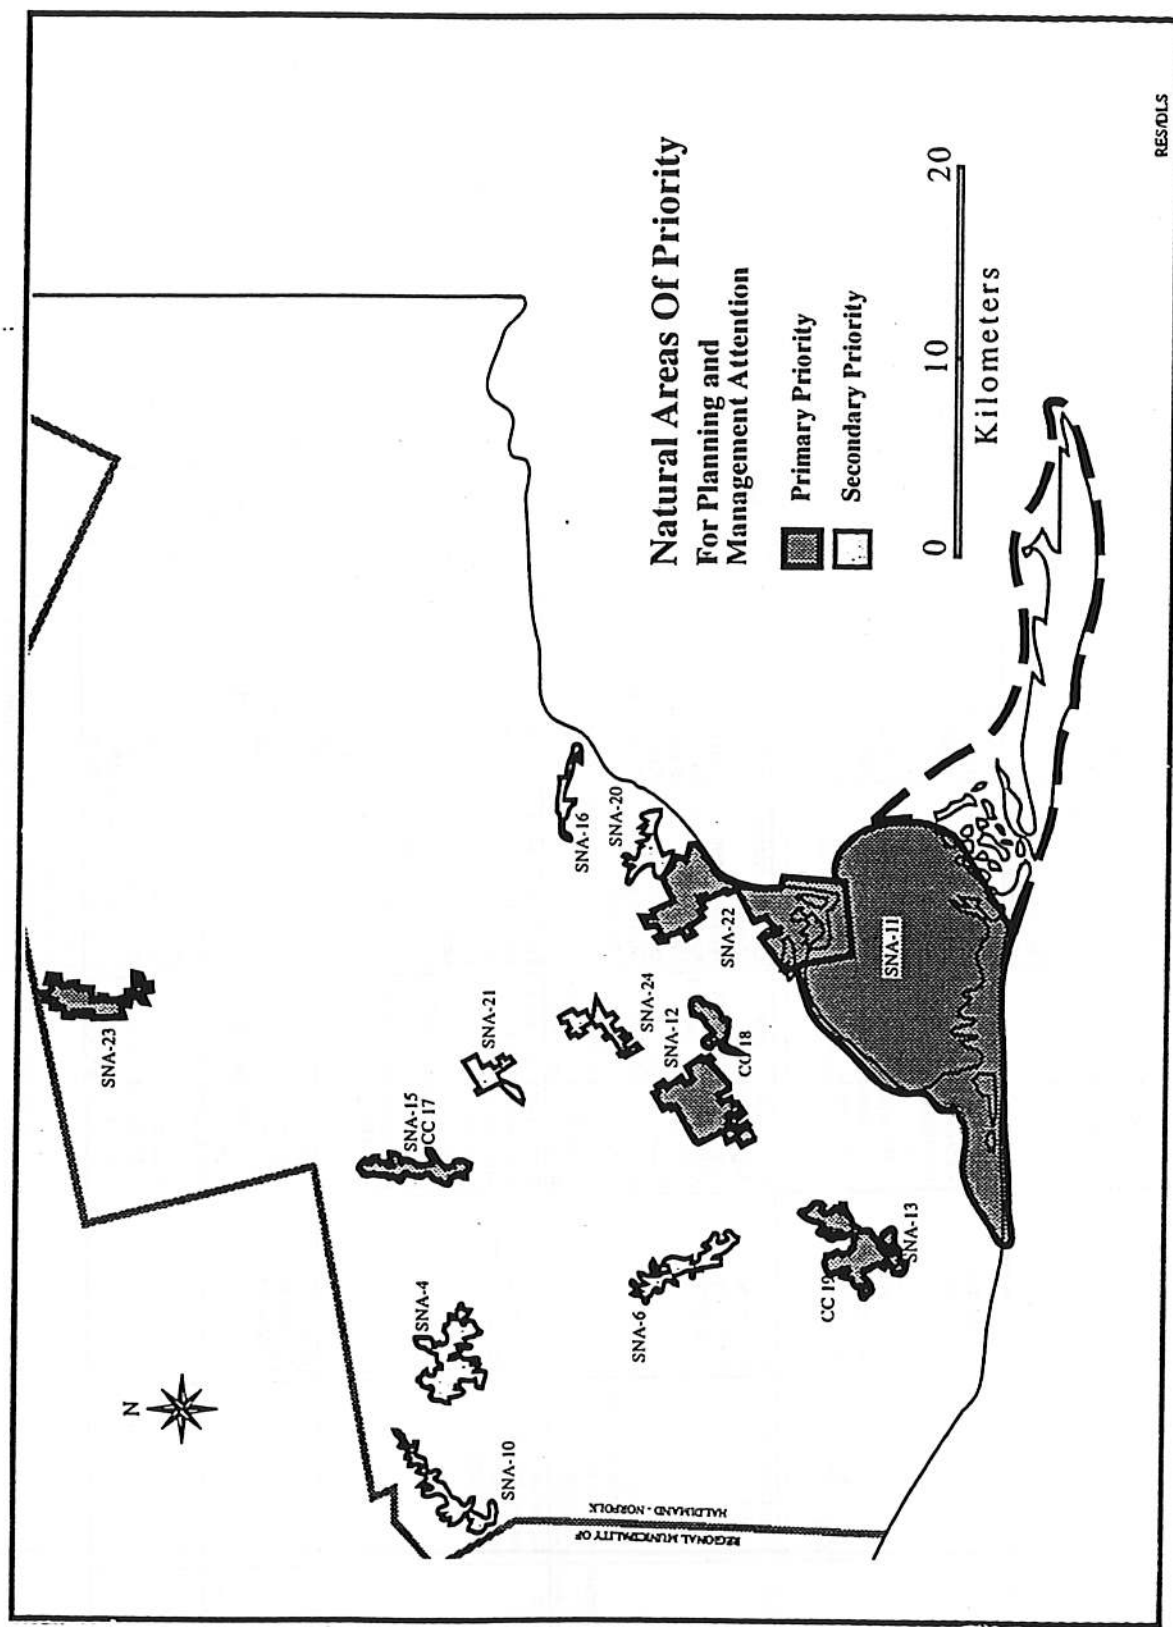 N
SNA-23
SNA-15
CC 17
SNA-21
SNA-4
SNA-10
SNA-16
SNA-20
SNA-22
SNA-24
SNA-12
CC 18
SNA-6
SNA-11
CC 19
SNA-13
REGIONAL MUNICIPALITY OF
HALDIMAND - NORFOLK
Natural Areas Of Priority
For Planning and
Management Attention
Primary Priority
Secondary Priority
0 10 20
Kilometers
RES/DLS